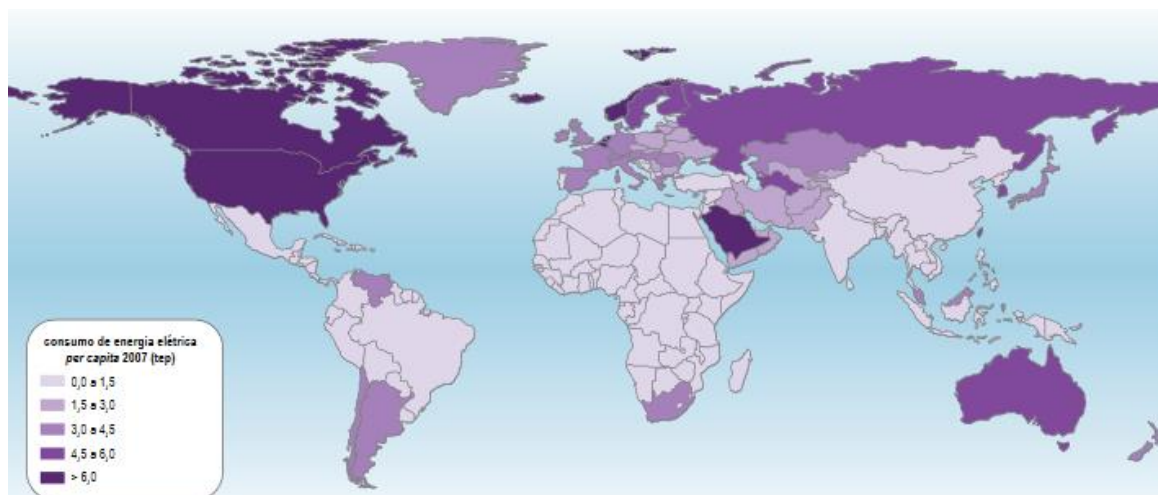 consumo de energia elétrica
per capita 2007 (tep)
0,0 a 1,5
1,5 a 3,0
3,0 a 4,5
4,5 a 6,0
> 6,0